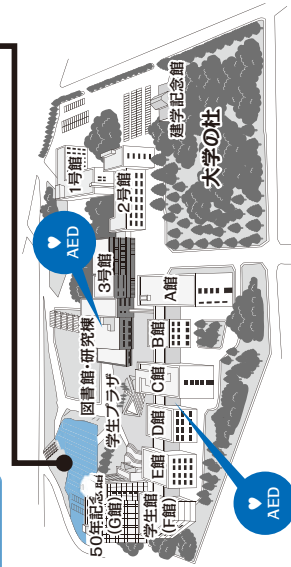 建学記念館
大学の杜
1号館
2号館
AED
3号館
A館
図書館・研究棟
B館
学生プラザ
C館
D館
E館
50年記念館
(G館)
学生館
(F館)
AED